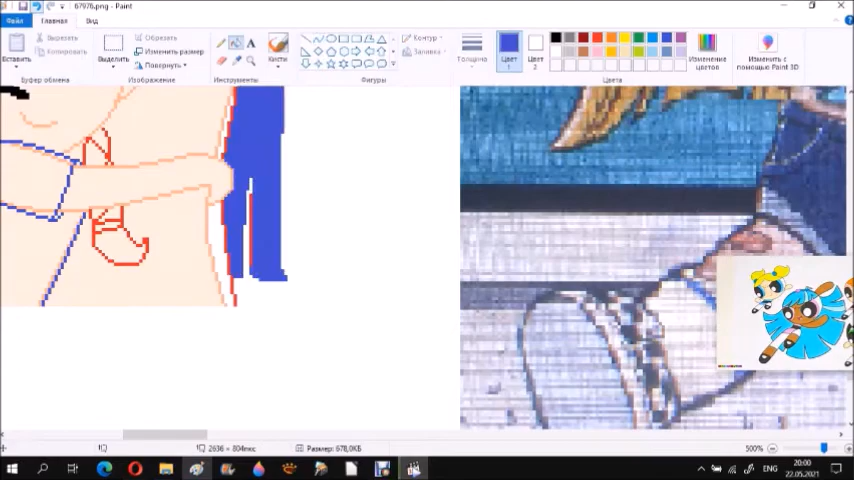 67976.png - Paint
Файл Главная Вид
Вставить
Вырезать
Копировать
Буфер обмена
Выделить
Обрезать
Изменить размер
Повернуть
Изображение
Инструменты
Кисти
Контур
Заливка
Фигуры
Толщина
Цвет 1
Цвет 2
Цвета
Изменение цветов
Изменить с помощью Paint 3D
2636 × 804пкс
Размер: 678,0КБ
500%
ENG
20:00
22.05.2021